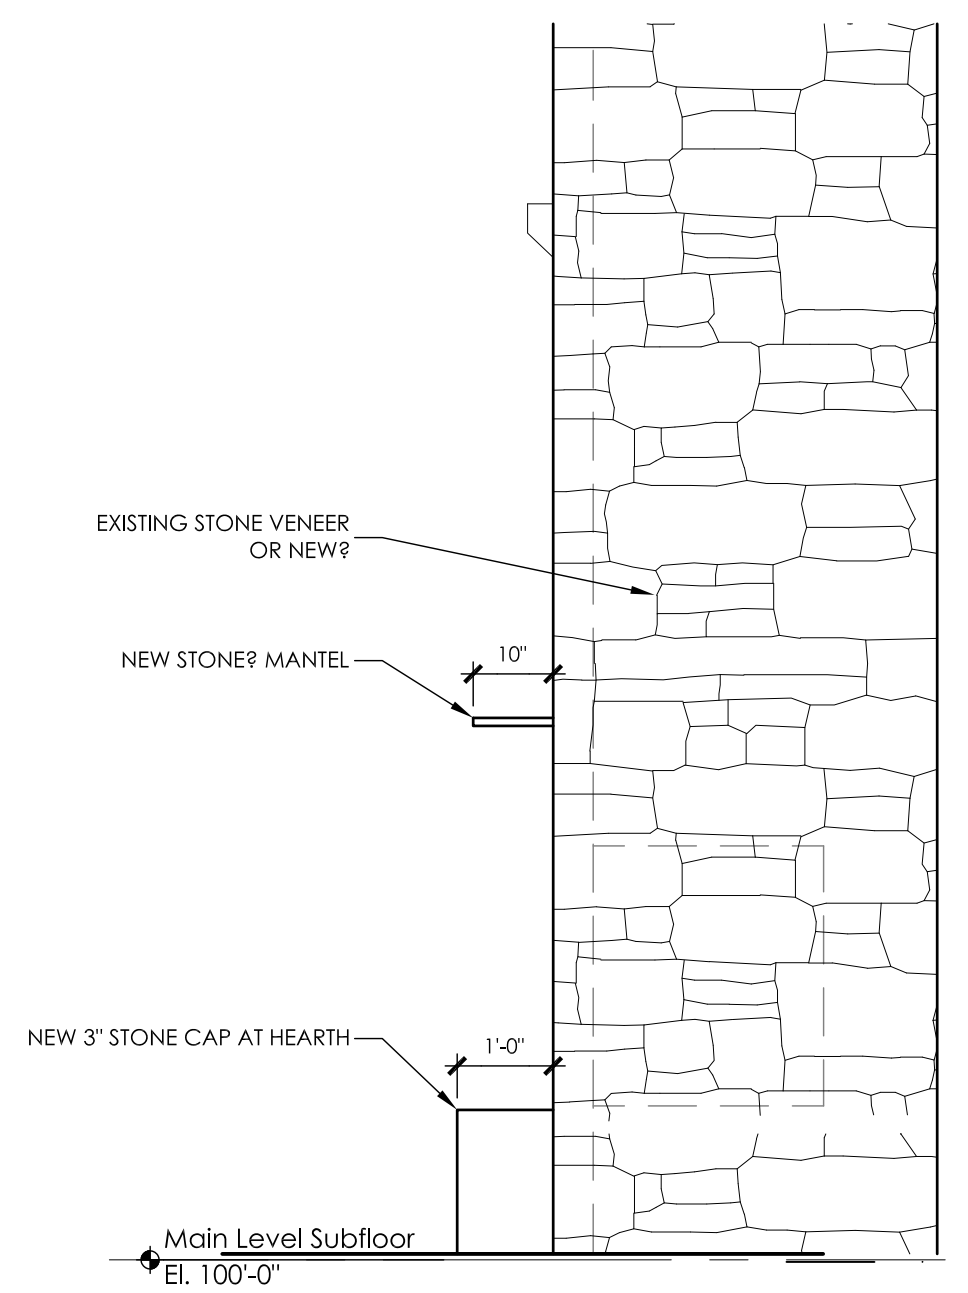 EXISTING STONE VENEER
OR NEW?
10"
NEW STONE? MANTEL
NEW 3" STONE CAP AT HEARTH
1'-0"
Main Level Subfloor
El. 100'-0"